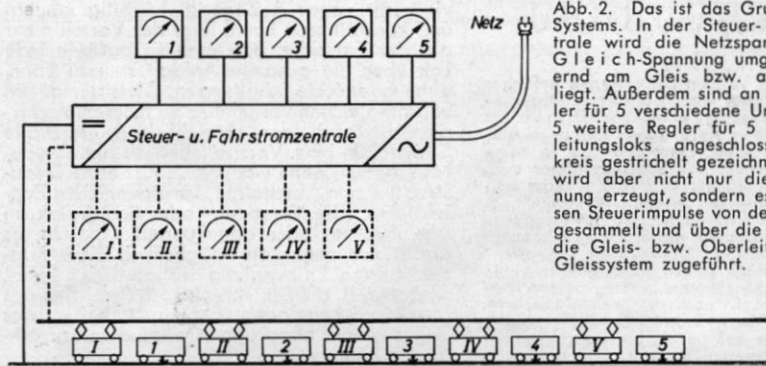 1 2 3 4 5
Netz
Steuer- u. Fahrstromzentrale
I II III IV V
I 1 II 2 III 3 IV 4 V 5
Abb. 2. Das ist das Gru
Systems. In der Steuer-
trale wird die Netzspan
Gleich-Spannung umg
ernd am Gleis bzw. a
liegt. Außerdem sind an
ler für 5 verschiedene Un
5 weitere Regler für 5
leitungsloks angeschloss
kreis gestrichelt gezeichn
wird aber nicht nur die
nung erzeugt, sondern es
sen Steuerimpulse von de
gesammelt und über die
die Gleis- bzw. Oberleit
Gleissystem zugeführt.